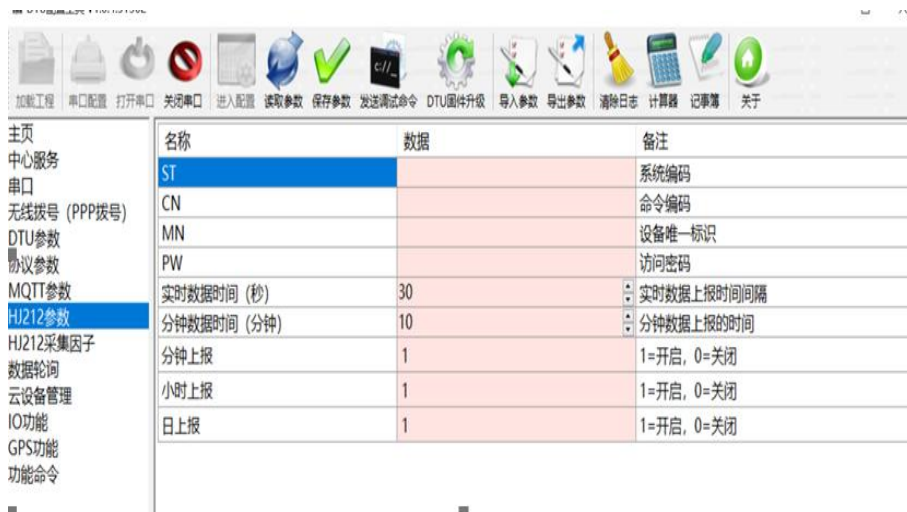 加载工程 串口配置 打开串口 关闭串口 进入配置 读取参数 保存参数 发送调试命令 DTU固件升级 导入参数 导出参数 清除日志 计算器 记事簿 关于
主页
中心服务
串口
无线拨号 (PPP拨号)
DTU参数
协议参数
MQTT参数
HJ212参数
HJ212采集因子
数据轮询
云设备管理
IO功能
GPS功能
功能命令
名称 数据 备注
ST 系统编码
CN 命令编码
MN 设备唯一标识
PW 访问密码
实时数据时间 (秒) 30 实时数据上报时间间隔
分钟数据时间 (分钟) 10 分钟数据上报的时间
分钟上报 1 1=开启, 0=关闭
小时上报 1 1=开启, 0=关闭
日上报 1 1=开启, 0=关闭